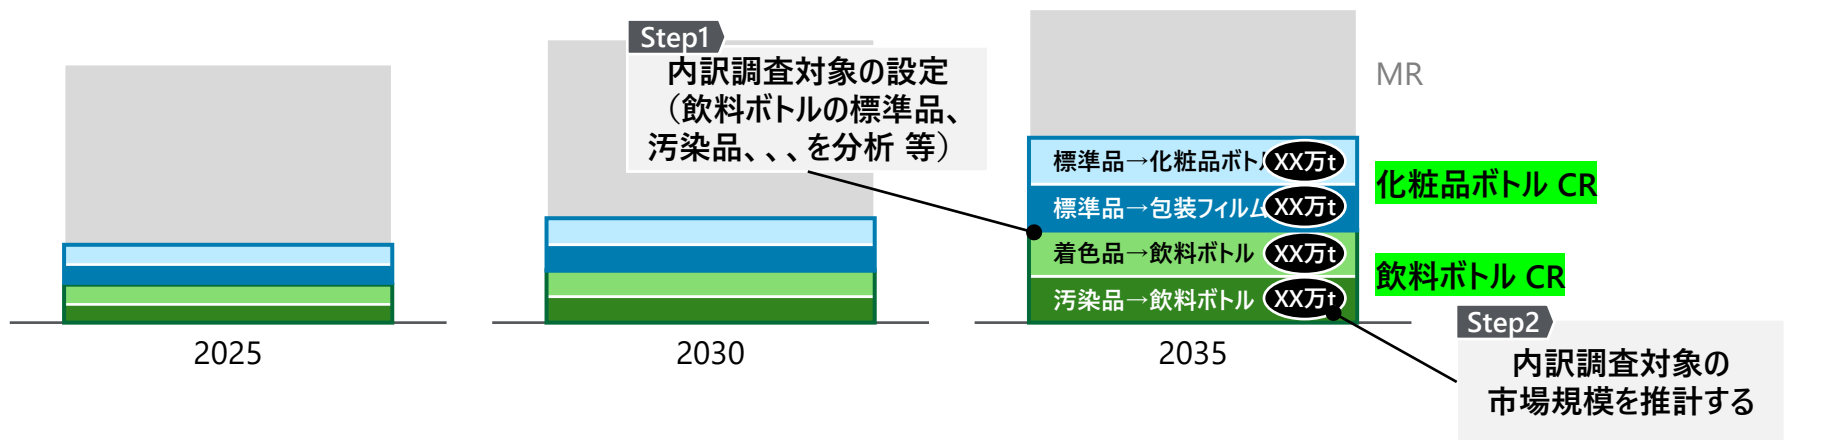 Step1
内訳調査対象の設定
（飲料ボトルの標準品、
汚染品、、、を分析 等）
MR
標準品→化粧品ボトル
XX万t
化粧品ボトル CR
標準品→包装フィルム
XX万t
着色品→飲料ボトル
XX万t
飲料ボトル CR
汚染品→飲料ボトル
XX万t
Step2
内訳調査対象の
市場規模を推計する
2025
2030
2035